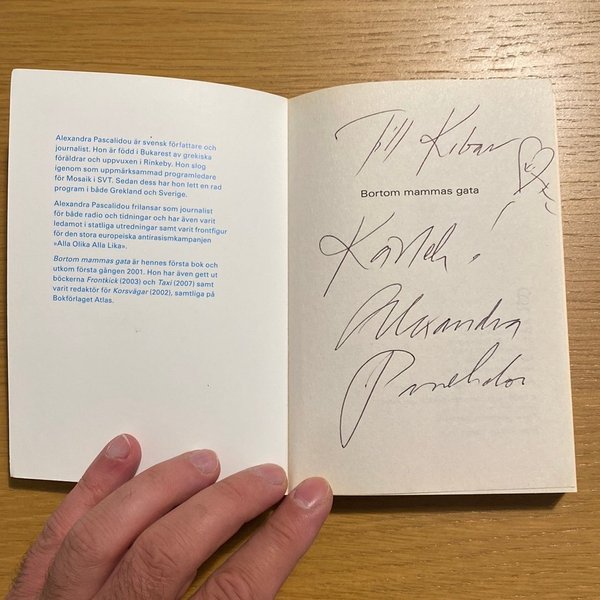 Alexandra Pascalidou är svensk författare och
journalist. Hon är född i Bukarest av grekiska
föräldrar och uppvuxen i Rinkeby. Hon slog
igenom som uppmärksammad programledare
för Mosaik i SVT. Sedan dess har hon lett en rad
program i både Grekland och Sverige.
Alexandra Pascalidou frilansar som journalist
för både radio och tidningar och har även varit
ledamot i statliga utredningar samt varit frontfigur
för den stora europeiska antirasismkampanjen
»Alla Olika Alla Lika».
Bortom mammas gata är hennes första bok och
utkom första gången 2001. Hon har även gett ut
böckerna Frontkick (2003) och Taxi (2007) samt
varit redaktör för Korsvägar (2002), samtliga på
Bokförlaget Atlas.
Till
Bortom mammas gata
Kärlek!
Alexandra